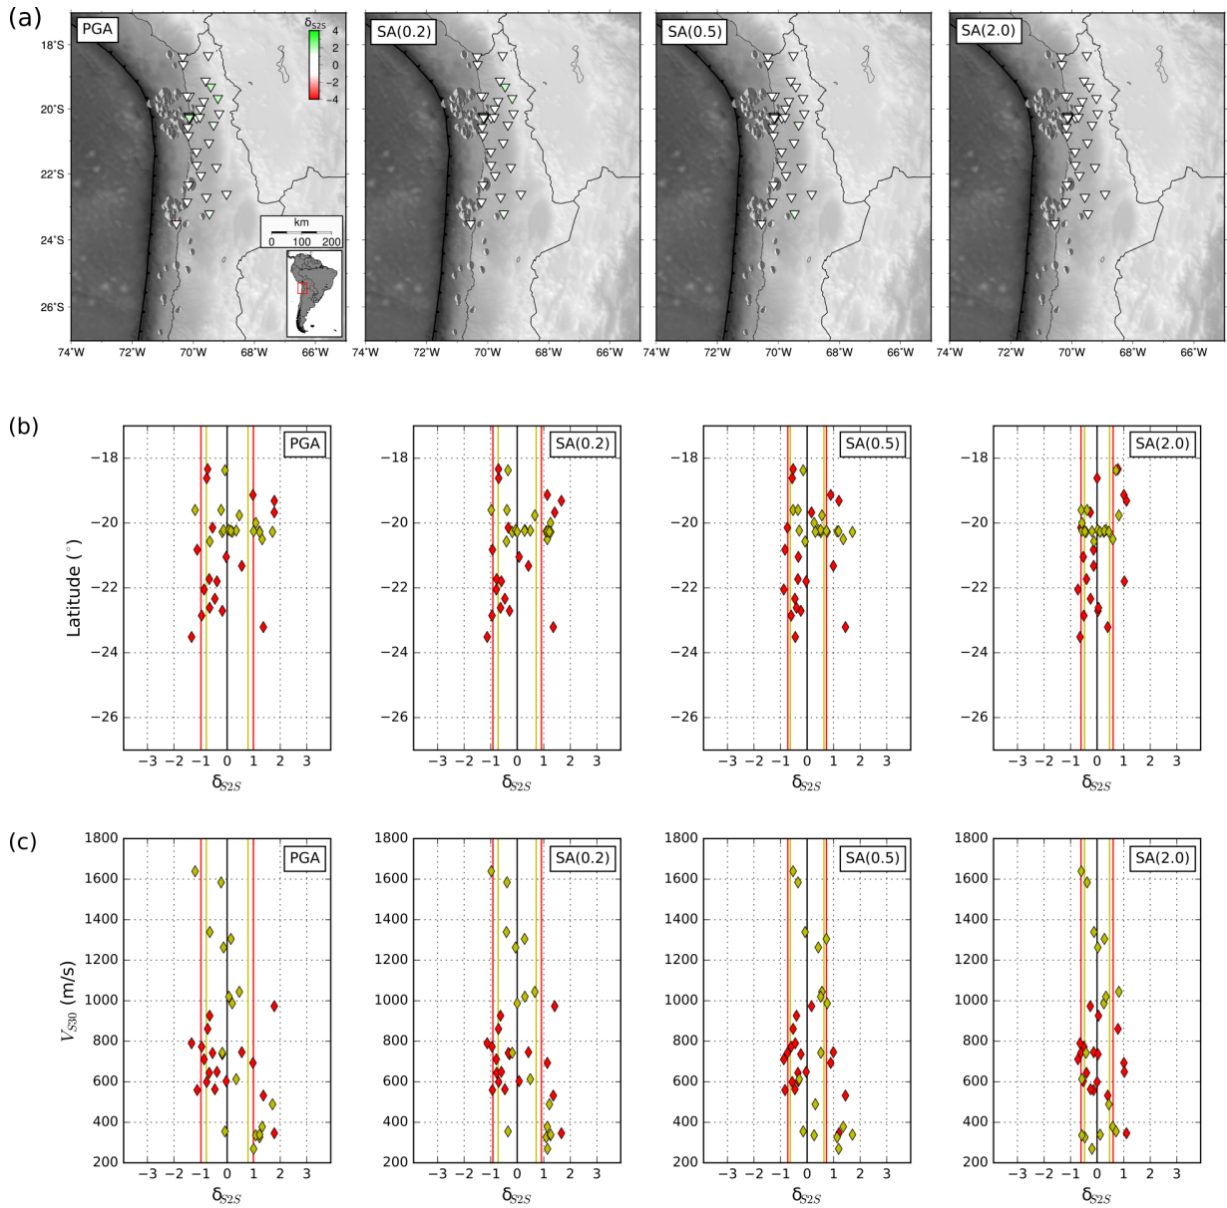 (a)
PGA
δS2S
4
2
0
−2
−4
SA(0.2)
SA(0.5)
SA(2.0)
18°S
20°S
22°S
24°S
26°S
km
0 100 200
74°W 72°W 70°W 68°W 66°W
74°W 72°W 70°W 68°W 66°W
74°W 72°W 70°W 68°W 66°W
74°W 72°W 70°W 68°W 66°W
(b)
PGA
SA(0.2)
SA(0.5)
SA(2.0)
Latitude (°)
−18 −18 −18 −18
−20 −20 −20 −20
−22 −22 −22 −22
−24 −24 −24 −24
−26 −26 −26 −26
−3 −2 −1 0 1 2 3
−3 −2 −1 0 1 2 3
−3 −2 −1 0 1 2 3
−3 −2 −1 0 1 2 3
δS2S
δS2S
δS2S
δS2S
(c)
PGA
SA(0.2)
SA(0.5)
SA(2.0)
VS30 (m/s)
1800 1800 1800 1800
1600 1600 1600 1600
1400 1400 1400 1400
1200 1200 1200 1200
1000 1000 1000 1000
800 800 800 800
600 600 600 600
400 400 400 400
200 200 200 200
−3 −2 −1 0 1 2 3
−3 −2 −1 0 1 2 3
−3 −2 −1 0 1 2 3
−3 −2 −1 0 1 2 3
δS2S
δS2S
δS2S
δS2S